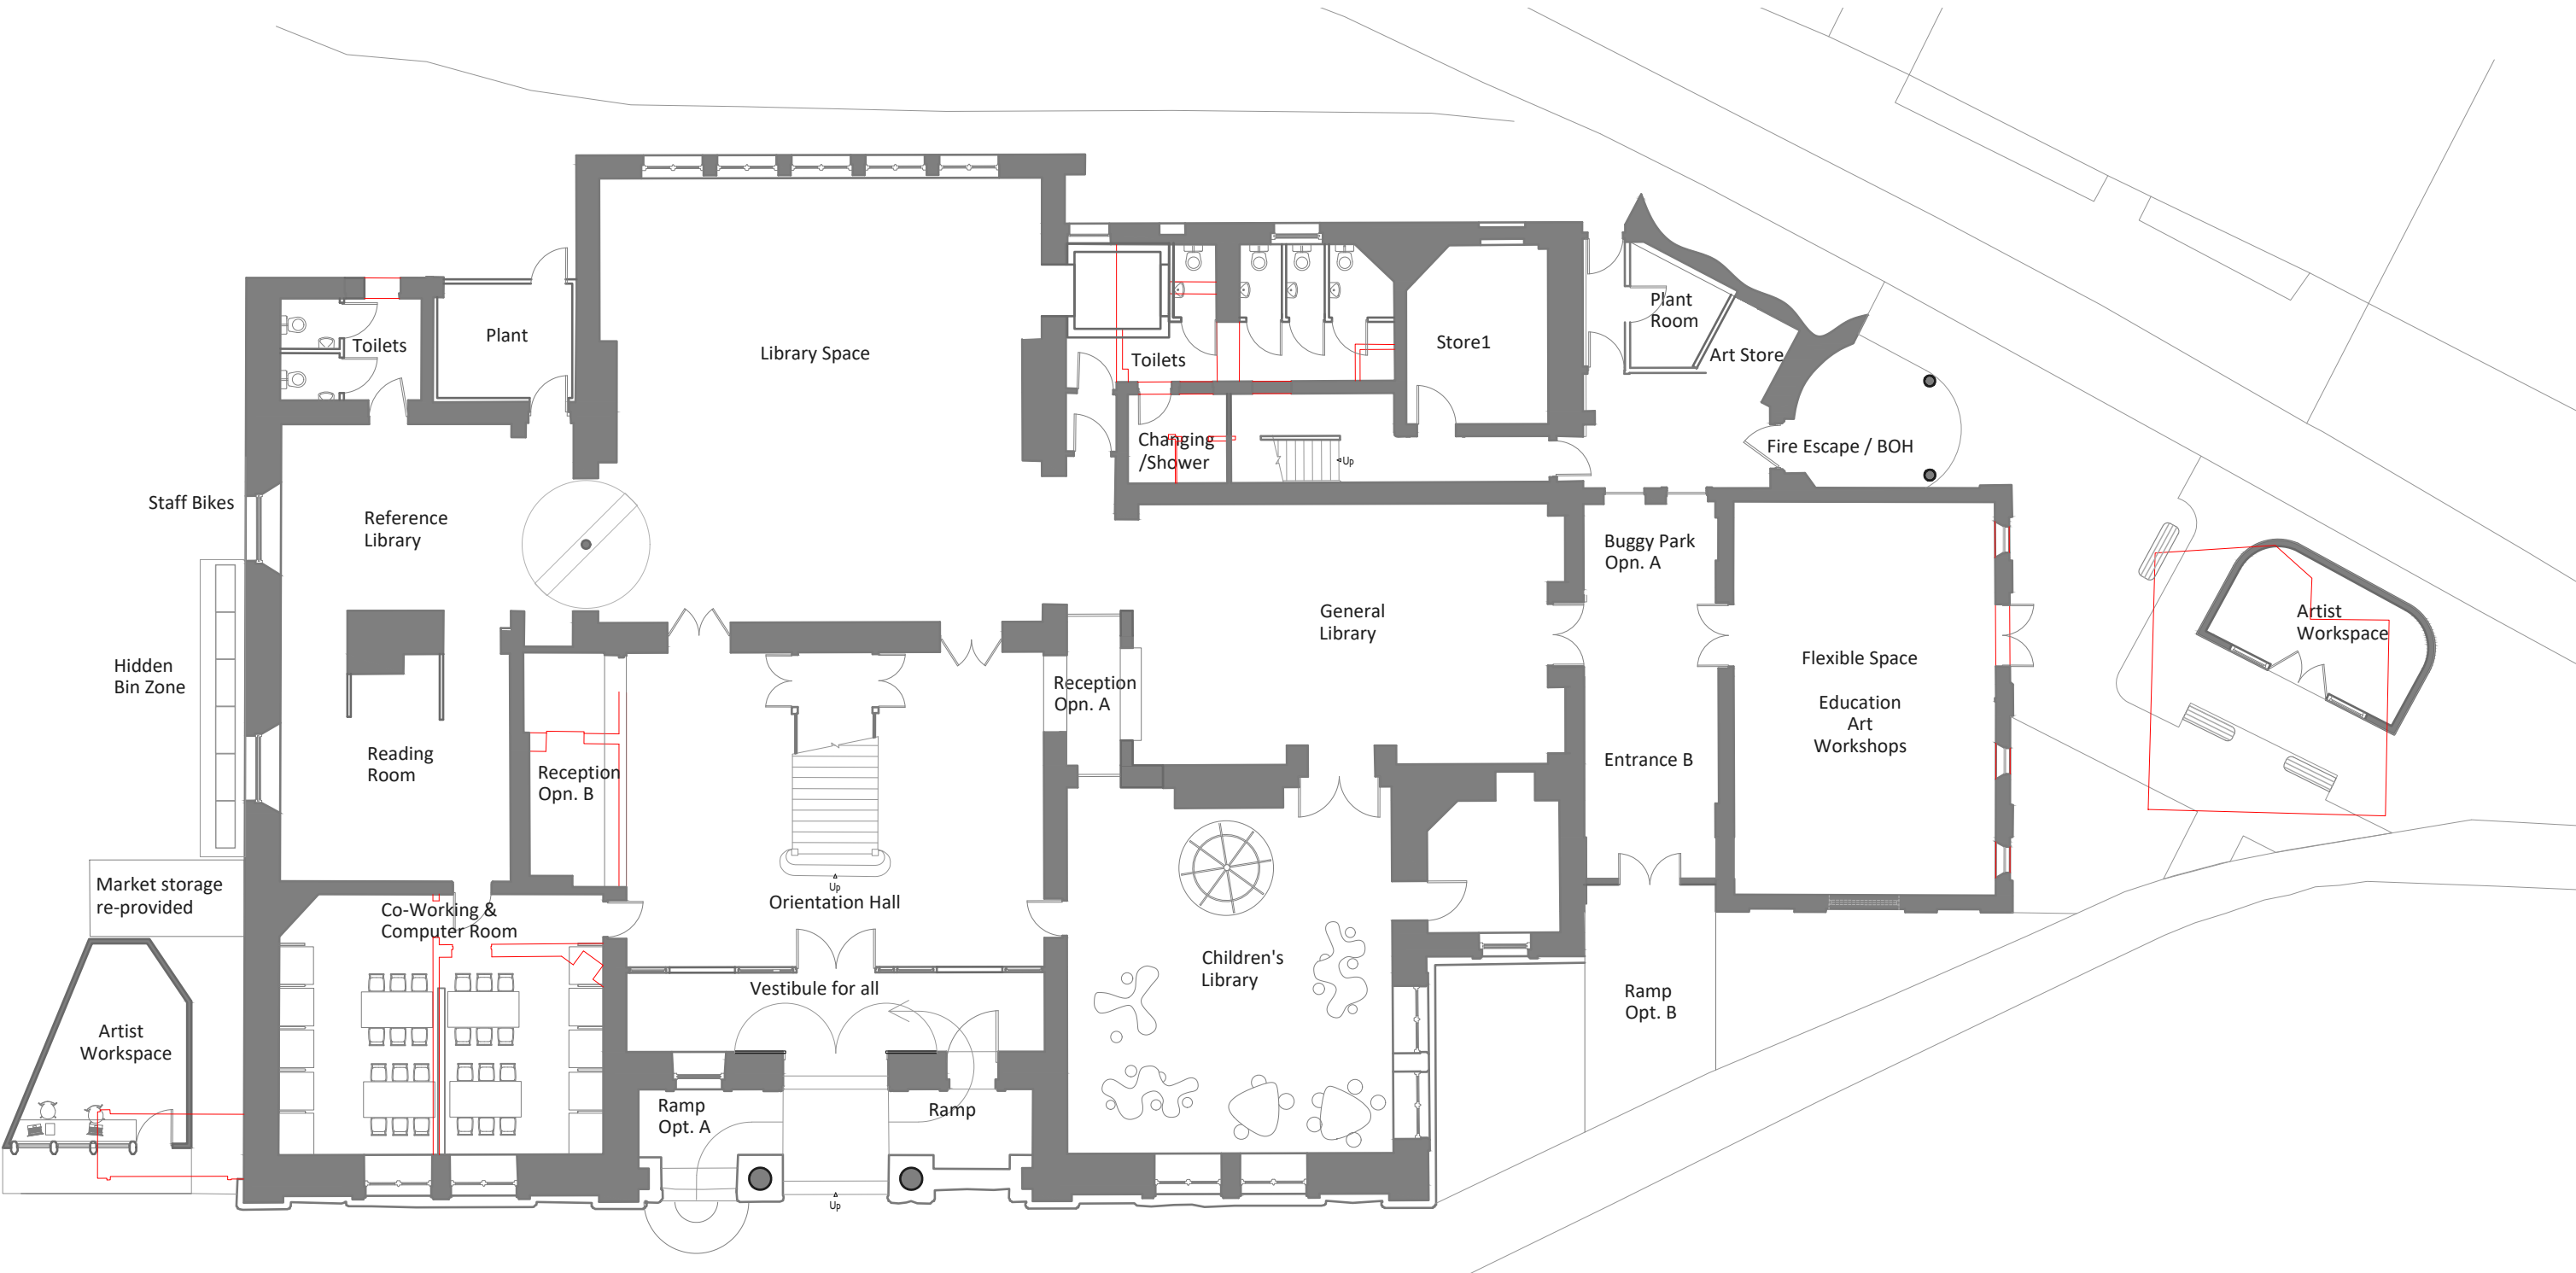 Library Space
Plant
Toilets
Toilets
Store1
Plant
Room
Art Store
Changing
/Shower
Up
Fire Escape / BOH
Staff Bikes
Reference
Library
Buggy Park
Opn. A
General
Library
Artist
Workspace
Hidden
Bin Zone
Flexible Space
Education
Art
Workshops
Reception
Opn. A
Reading
Room
Reception
Opn. B
Entrance B
Market storage
re-provided
Up
Orientation Hall
Co-Working &
Computer Room
Children's
Library
Vestibule for all
Ramp
Opt. B
Artist
Workspace
Ramp
Opt. A
Ramp
Up